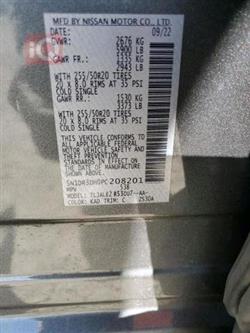 MFD BY NISSAN MOTOR CO., LTD.
09/22
GVWR: 2676 KG
5900 LB
GAWR FR.: 1335 KG
2943 LB
WITH 255/50R20 TIRES
20 x 8.0 RIMS AT 35 PSI
COLD SINGLE
GAWR RR.: 1530 KG
3373 LB
WITH 255/50R20 TIRES
20 x 8.0 RIMS AT 35 PSI
COLD SINGLE
THIS VEHICLE CONFORMS TO ALL
APPLICABLE FEDERAL MOTOR
VEHICLE SAFETY AND THEFT
PREVENTION STANDARDS IN
EFFECT ON THE DATE OF
MANUFACTURE SHOWN ABOVE.
208201
MPV
COLOR: KAD TRIM: C